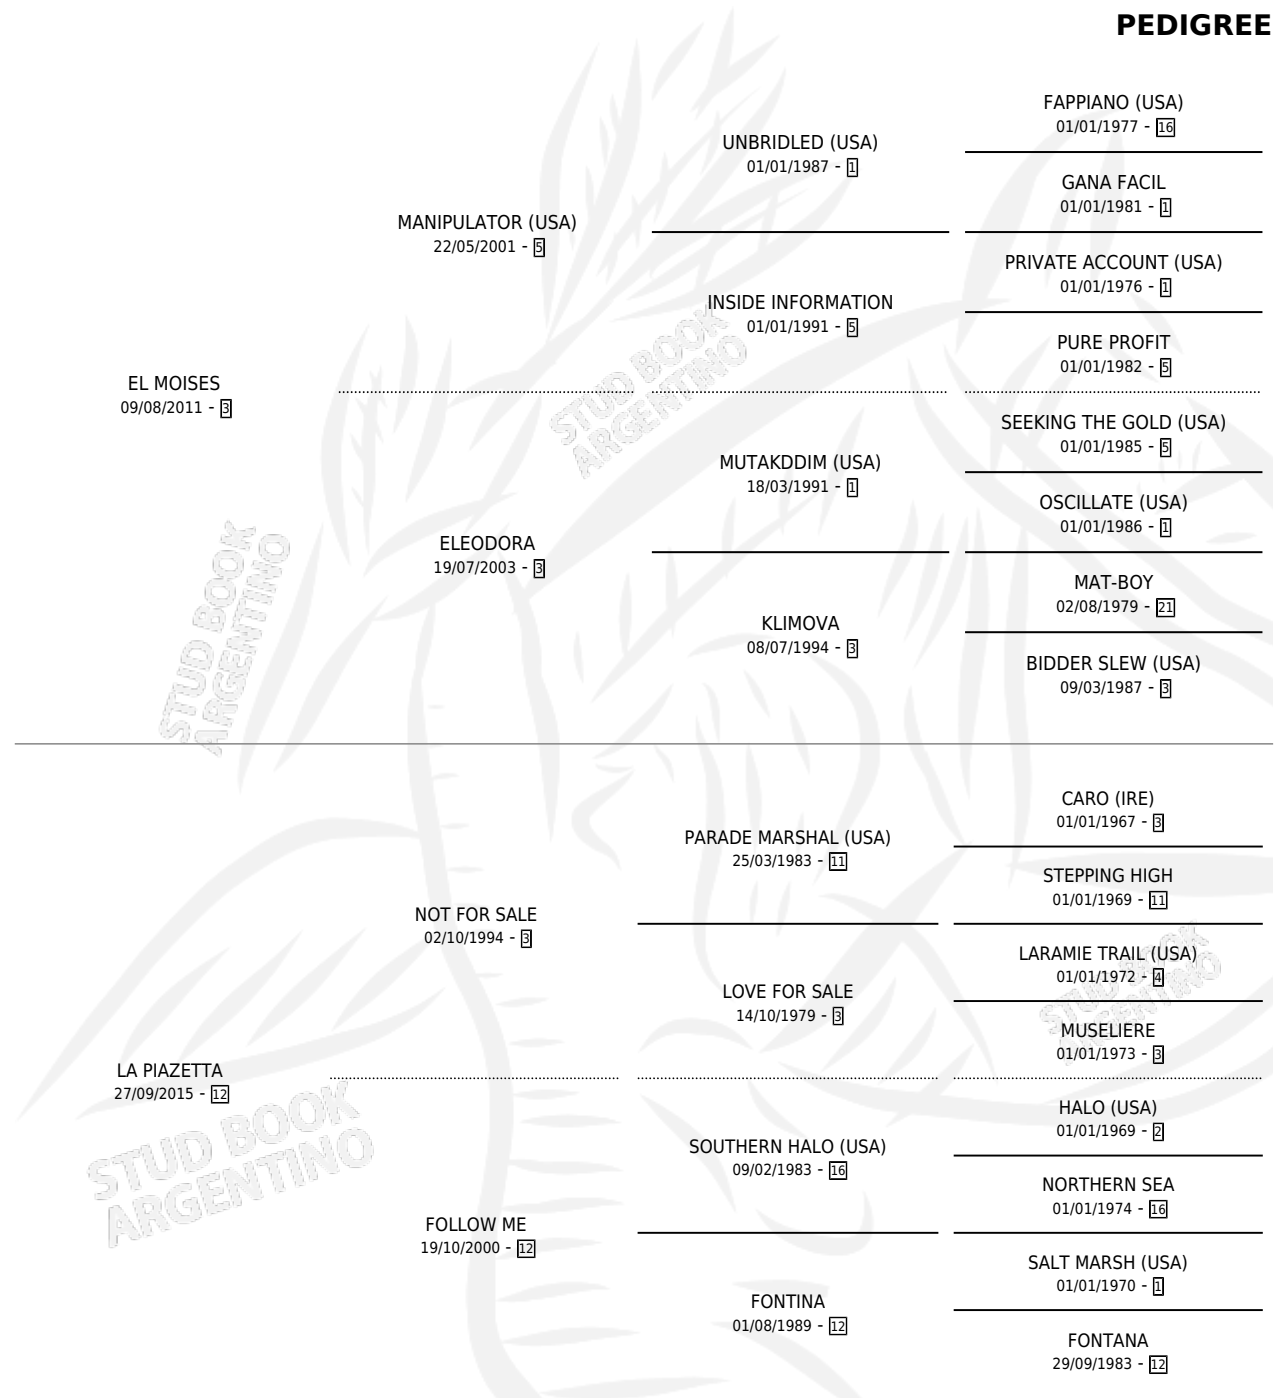 PEDIGREE
FAPPIANO (USA)
01/01/1977 - 16
UNBRIDLED (USA)
01/01/1987 - 1
GANA FACIL
01/01/1981 - 1
MANIPULATOR (USA)
22/05/2001 - 5
PRIVATE ACCOUNT (USA)
01/01/1976 - 1
INSIDE INFORMATION
01/01/1991 - 5
PURE PROFIT
01/01/1982 - 5
EL MOISES
09/08/2011 - 3
STUD BOOK
ARGENTINO
SEEKING THE GOLD (USA)
01/01/1985 - 5
MUTAKDDIM (USA)
18/03/1991 - 1
OSCILLATE (USA)
01/01/1986 - 1
ELEODORA
19/07/2003 - 3
MAT-BOY
02/08/1979 - 21
KLIMOVA
08/07/1994 - 3
BIDDER SLEW (USA)
09/03/1987 - 3
STUD BOOK
ARGENTINO
CARO (IRE)
01/01/1967 - 3
PARADE MARSHAL (USA)
25/03/1983 - 11
STEPPING HIGH
01/01/1969 - 11
NOT FOR SALE
02/10/1994 - 3
LARAMIE TRAIL (USA)
01/01/1972 - 4
LOVE FOR SALE
14/10/1979 - 3
MUSELIERE
01/01/1973 - 3
STUD BOOK
ARGENTINO
LA PIAZETTA
27/09/2015 - 12
HALO (USA)
01/01/1969 - 2
SOUTHERN HALO (USA)
09/02/1983 - 16
NORTHERN SEA
01/01/1974 - 16
STUD BOOK
ARGENTINO
FOLLOW ME
19/10/2000 - 12
SALT MARSH (USA)
01/01/1970 - 1
FONTINA
01/08/1989 - 12
FONTANA
29/09/1983 - 12